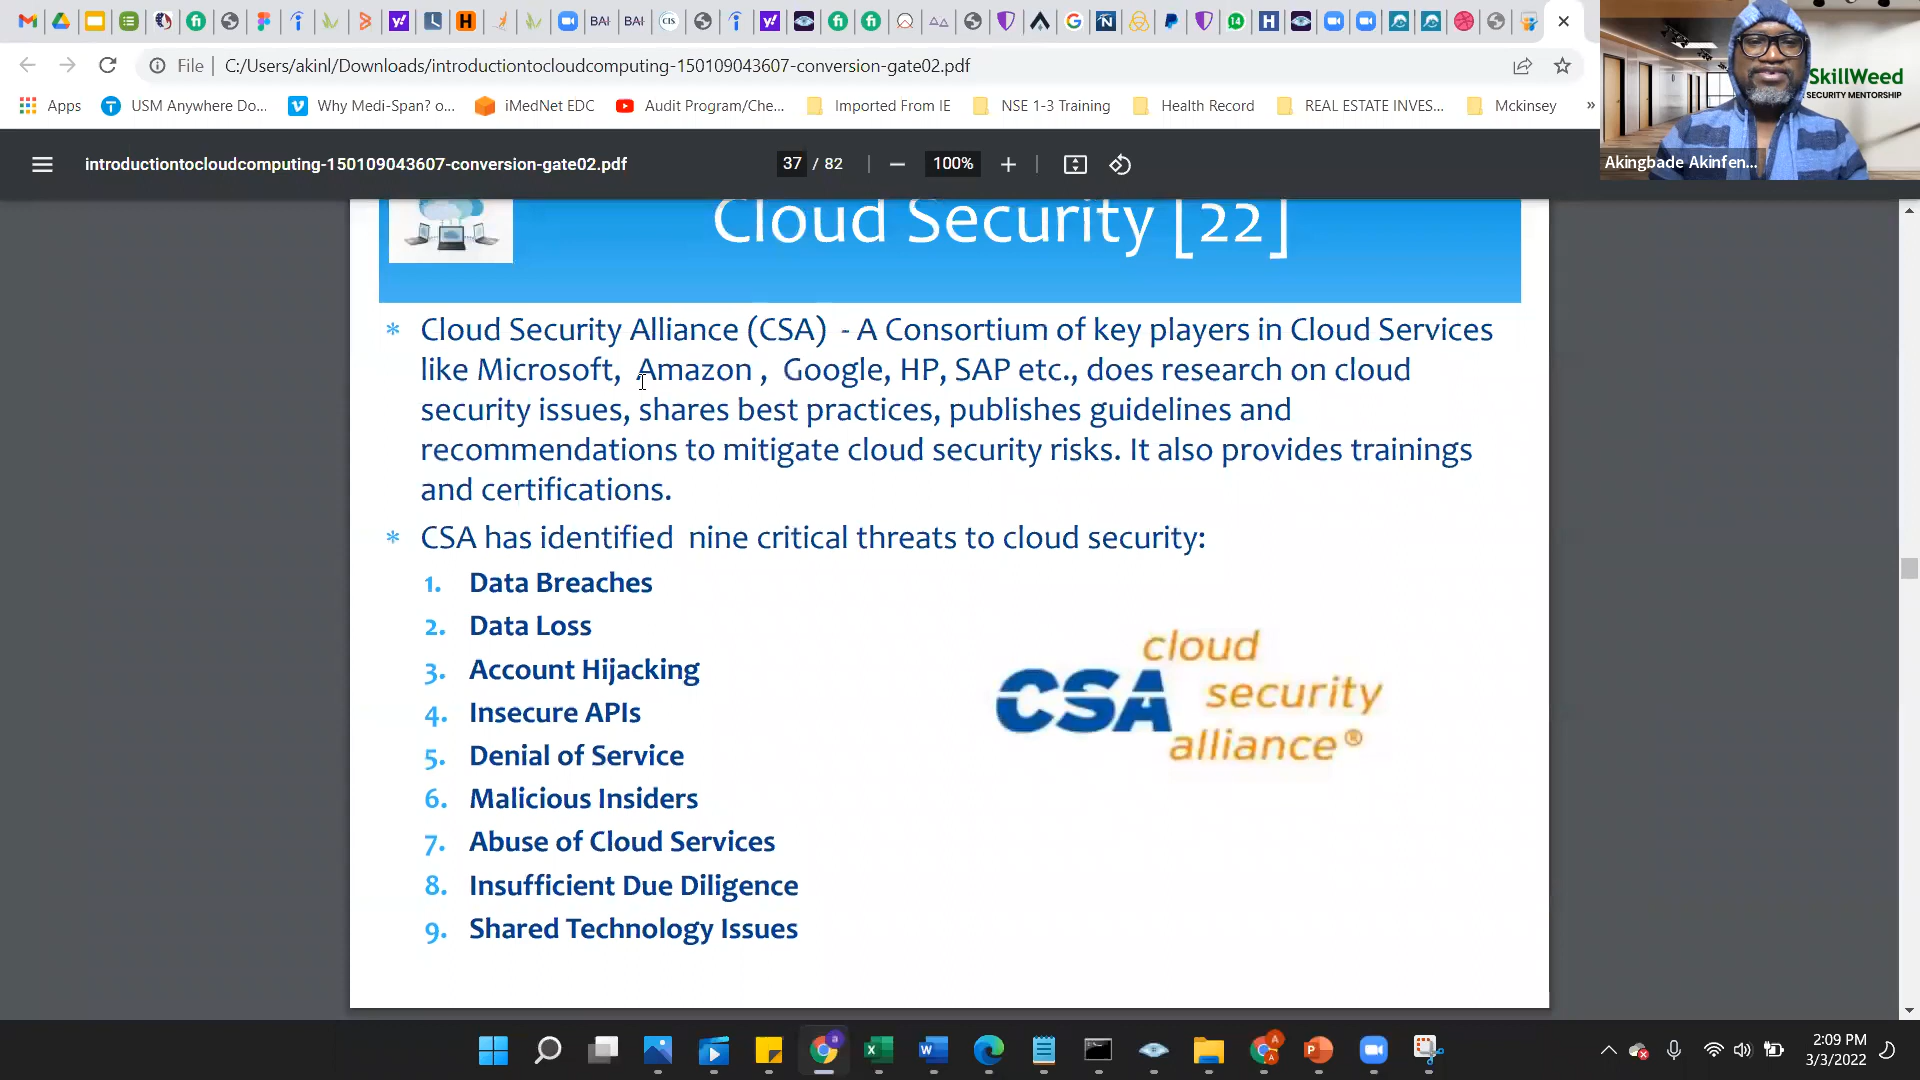 BAI
BAI
CIS
14
File
C:/Users/akinl/Downloads/introductiontocloudcomputing-150109043607-conversion-gate02.pdf
Apps
USM Anywhere Do...
Why Medi-Span? o...
iMedNet EDC
Audit Program/Che...
Imported From IE
NSE 1-3 Training
Health Record
REAL ESTATE INVES...
Mckinsey
»
SkillWeed
SECURITY MENTORSHIP
Akingbade Akinfen...
introductiontocloudcomputing-150109043607-conversion-gate02.pdf
37 / 82
100%
Cloud Security [22]
* Cloud Security Alliance (CSA) - A Consortium of key players in Cloud Services
like Microsoft, Amazon , Google, HP, SAP etc., does research on cloud
security issues, shares best practices, publishes guidelines and
recommendations to mitigate cloud security risks. It also provides trainings
and certifications.
* CSA has identified nine critical threats to cloud security:
1. Data Breaches
2. Data Loss
3. Account Hijacking
4. Insecure APIs
5. Denial of Service
6. Malicious Insiders
7. Abuse of Cloud Services
8. Insufficient Due Diligence
9. Shared Technology Issues
cloud
CSA security
alliance®
2:09 PM
3/3/2022